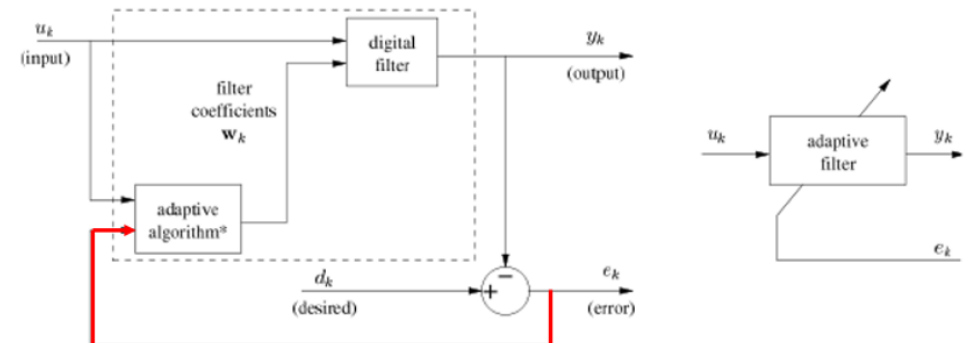 u_k
(input)
digital
filter
y_k
(output)
filter
coefficients
w_k
adaptive
algorithm*
d_k
(desired)
+
−
e_k
(error)
u_k
adaptive
filter
y_k
e_k